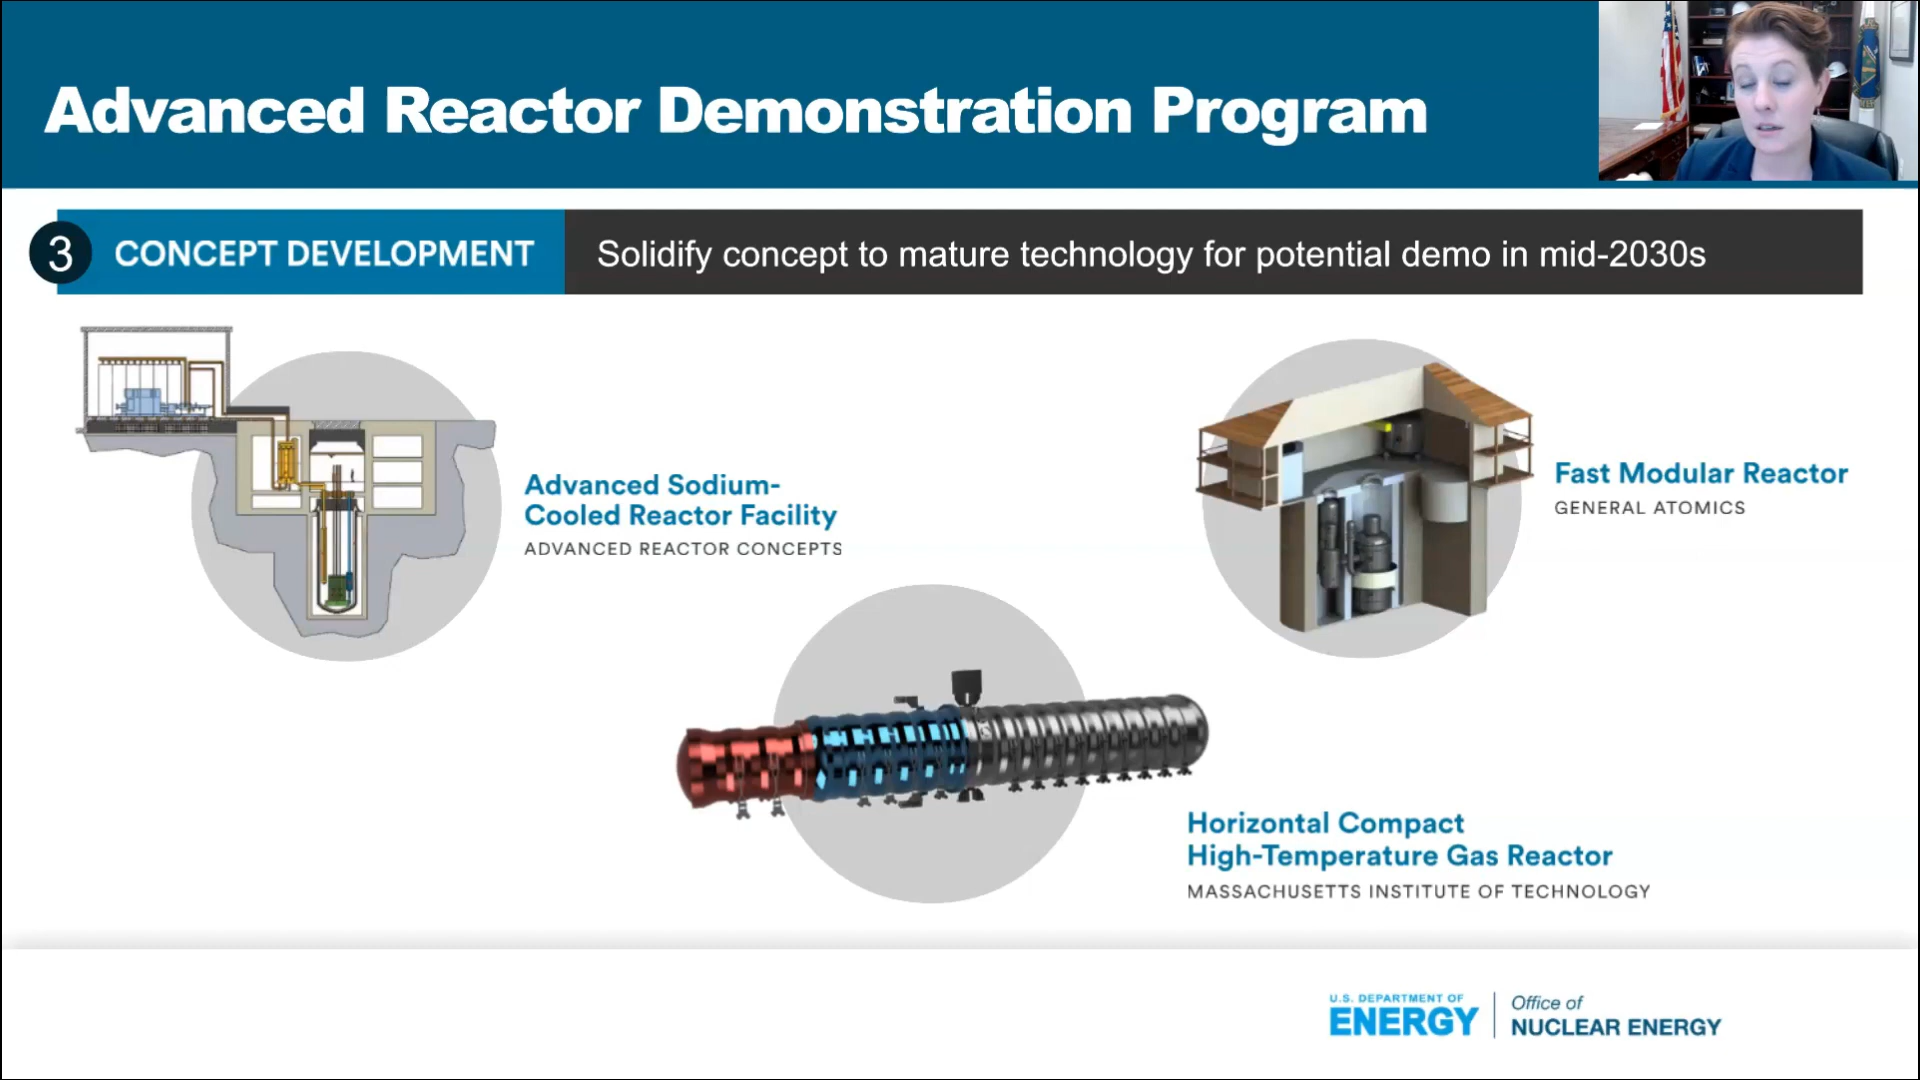 Advanced Reactor Demonstration Program
3 CONCEPT DEVELOPMENT Solidify concept to mature technology for potential demo in mid-2030s
Advanced Sodium-
Cooled Reactor Facility
ADVANCED REACTOR CONCEPTS
Fast Modular Reactor
GENERAL ATOMICS
Horizontal Compact
High-Temperature Gas Reactor
MASSACHUSETTS INSTITUTE OF TECHNOLOGY
U.S. DEPARTMENT OF
ENERGY
Office of
NUCLEAR ENERGY